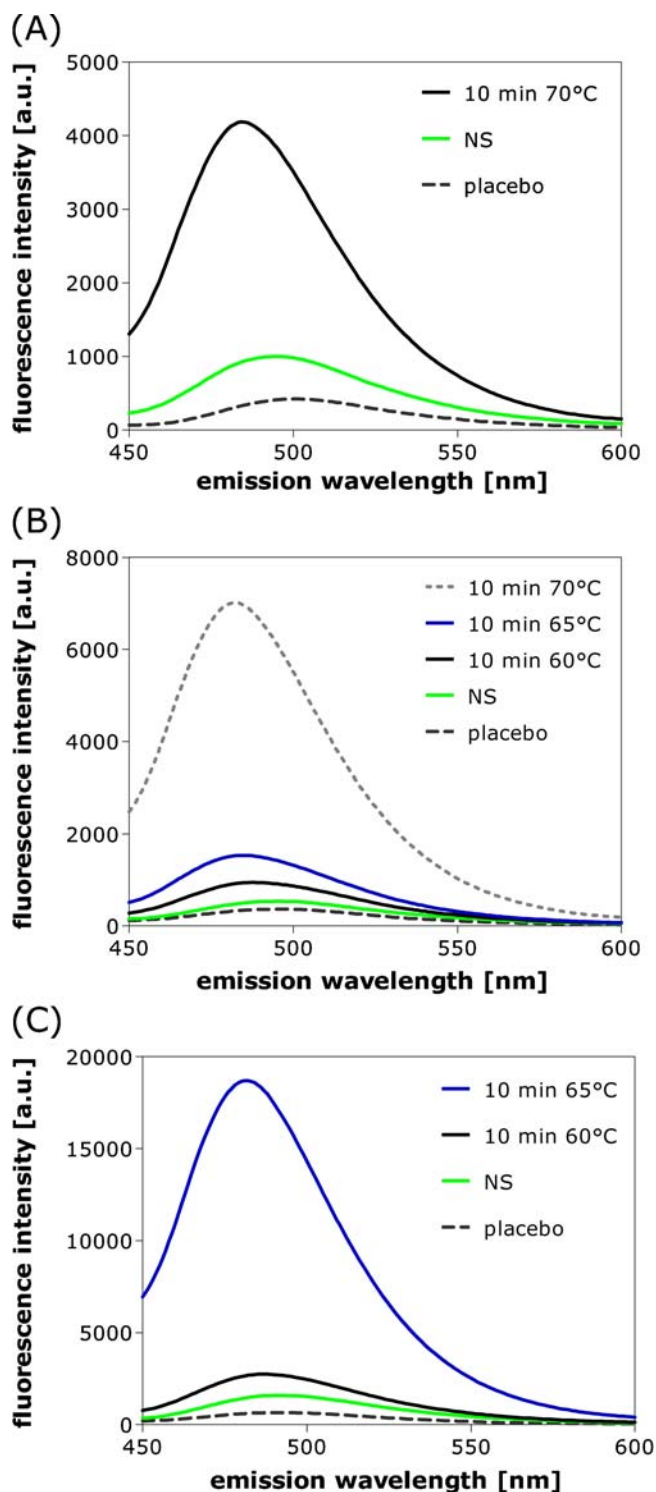 (A)
fluorescence intensity [a.u.]
5000
4000
3000
2000
1000
0
10 min 70°C
NS
placebo
450
500
550
600
emission wavelength [nm]
(B)
fluorescence intensity [a.u.]
8000
6000
4000
2000
0
10 min 70°C
10 min 65°C
10 min 60°C
NS
placebo
450
500
550
600
emission wavelength [nm]
(C)
fluorescence intensity [a.u.]
20000
15000
10000
5000
0
10 min 65°C
10 min 60°C
NS
placebo
450
500
550
600
emission wavelength [nm]